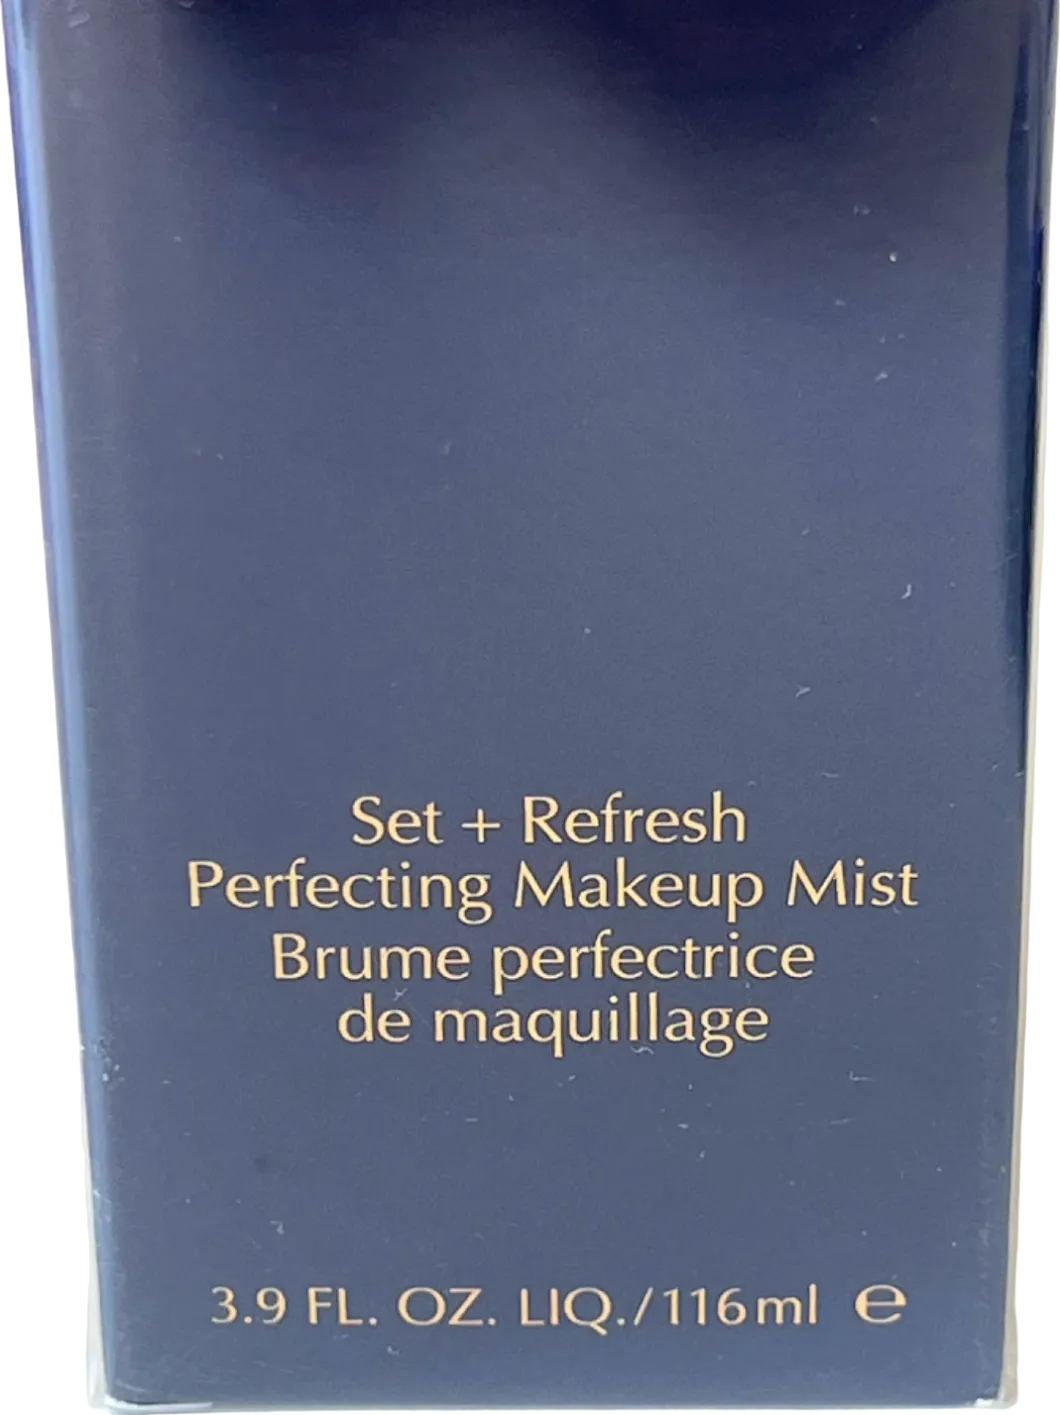 Set + Refresh
Perfecting Makeup Mist
Brume perfectrice
de maquillage
3.9 FL. OZ. LIQ./116ml ℮